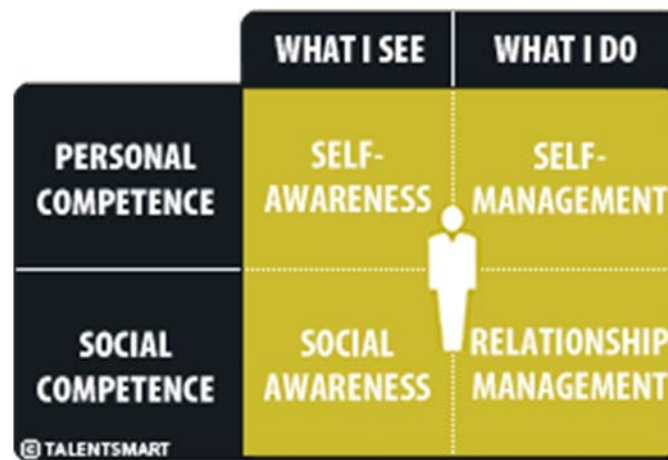 WHAT I SEE WHAT I DO
PERSONAL
COMPETENCE
SELF-
AWARENESS
SELF-
MANAGEMENT
SOCIAL
COMPETENCE
SOCIAL
AWARENESS
RELATIONSHIP
MANAGEMENT
© TALENTSMART